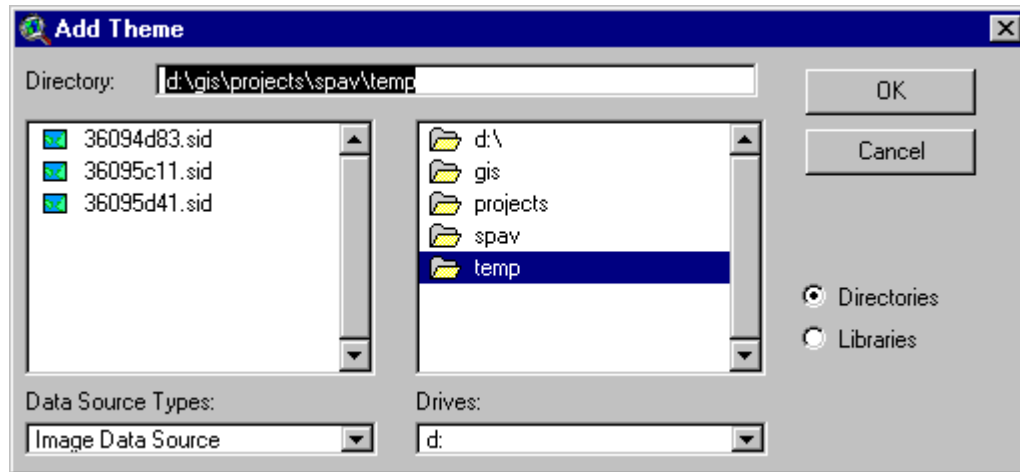 Add Theme
Directory: d:\gis\projects\spav\temp
OK
Cancel
36094d83.sid
36095c11.sid
36095d41.sid
d:\
gis
projects
spav
temp
Directories
Libraries
Data Source Types:
Image Data Source
Drives:
d: